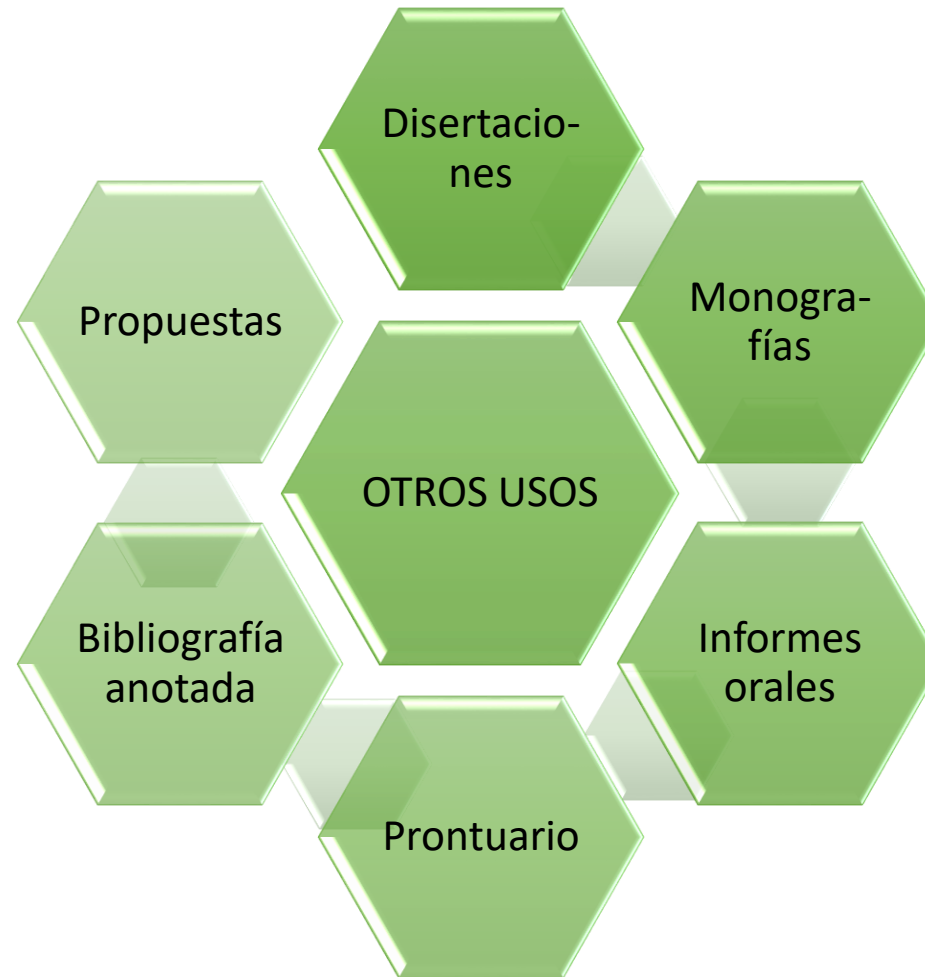 Disertacio-
nes
Monogra-
fías
Propuestas
OTROS USOS
Informes
orales
Bibliografía
anotada
Prontuario